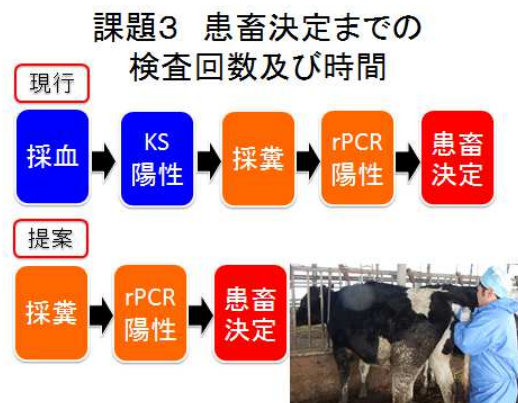 課題3 患畜決定までの
検査回数及び時間
現行
採血
KS
陽性
採糞
rPCR
陽性
患畜
決定
提案
採糞
rPCR
陽性
患畜
決定